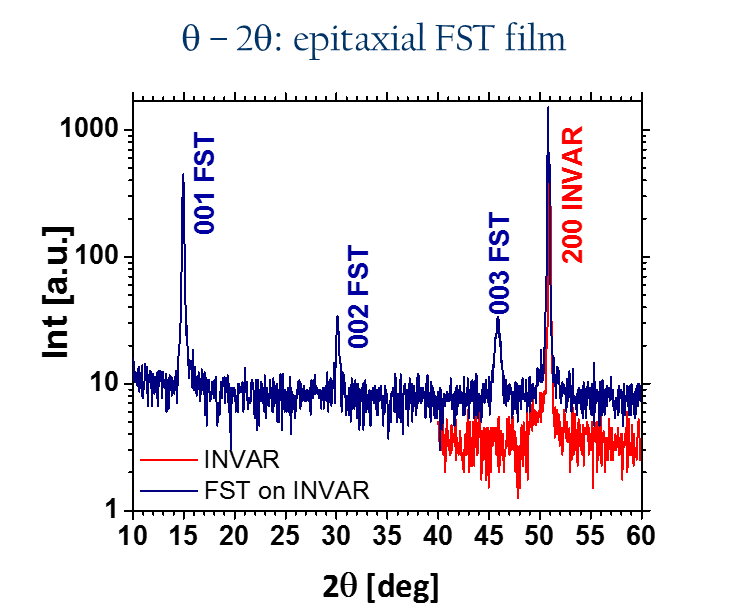 θ – 2θ: epitaxial FST film
1000
100
10
1
Int [a.u.]
001 FST
002 FST
003 FST
200 INVAR
INVAR
FST on INVAR
10 15 20 25 30 35 40 45 50 55 60
2θ [deg]